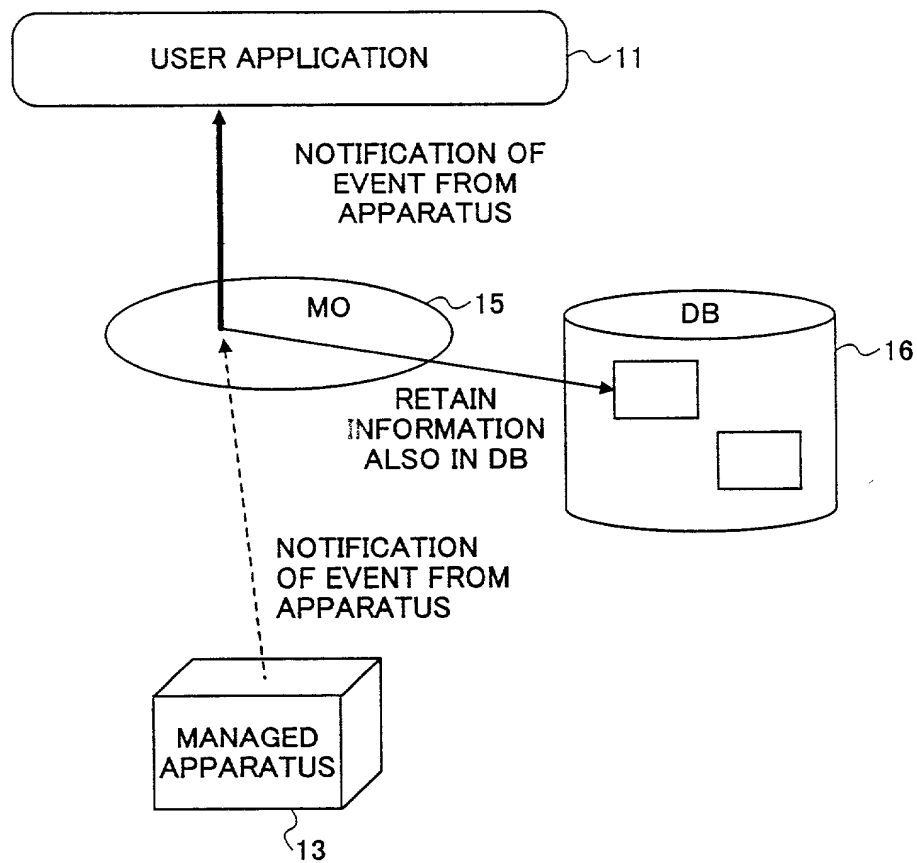 USER APPLICATION
11
NOTIFICATION OF
EVENT FROM
APPARATUS
MO
15
DB
16
RETAIN
INFORMATION
ALSO IN DB
NOTIFICATION
OF EVENT FROM
APPARATUS
MANAGED
APPARATUS
13